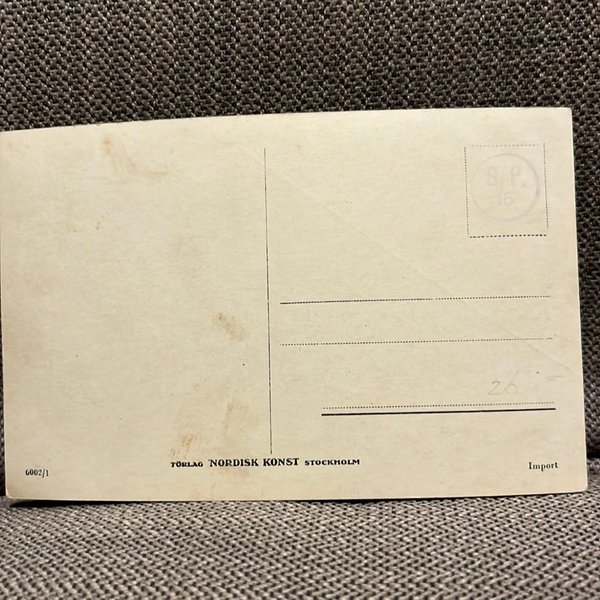 S. P.
15
20 -
6002/1
FÖRLAG NORDISK KONST STOCKHOLM
Import